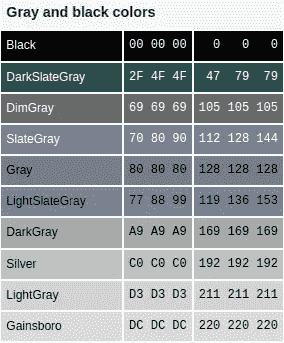 Gray and black colors
Black 00 00 00 0 0 0
DarkSlateGray 2F 4F 4F 47 79 79
DimGray 69 69 69 105 105 105
SlateGray 70 80 90 112 128 144
Gray 80 80 80 128 128 128
LightSlateGray 77 88 99 119 136 153
DarkGray A9 A9 A9 169 169 169
Silver C0 C0 C0 192 192 192
LightGray D3 D3 D3 211 211 211
Gainsboro DC DC DC 220 220 220